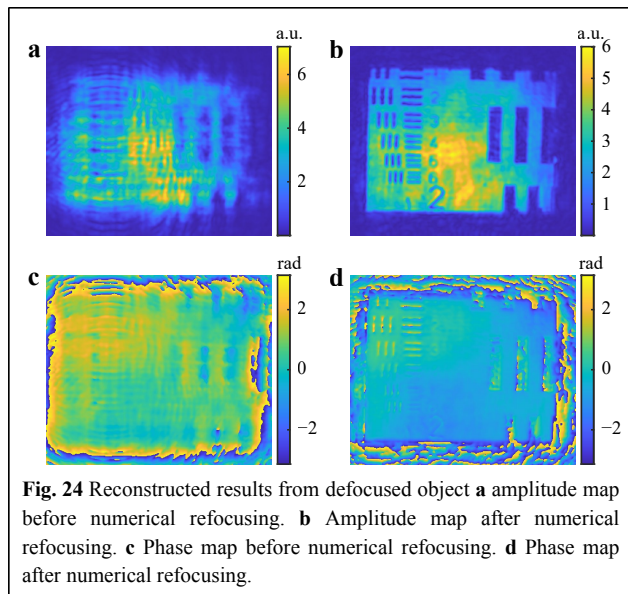 a
a.u.
6
4
2
b
a.u.
6
5
4
3
2
1
2
c
rad
2
0
−2
d
rad
2
0
−2
Fig. 24 Reconstructed results from defocused object a amplitude map
before numerical refocusing. b Amplitude map after numerical
refocusing. c Phase map before numerical refocusing. d Phase map
after numerical refocusing.